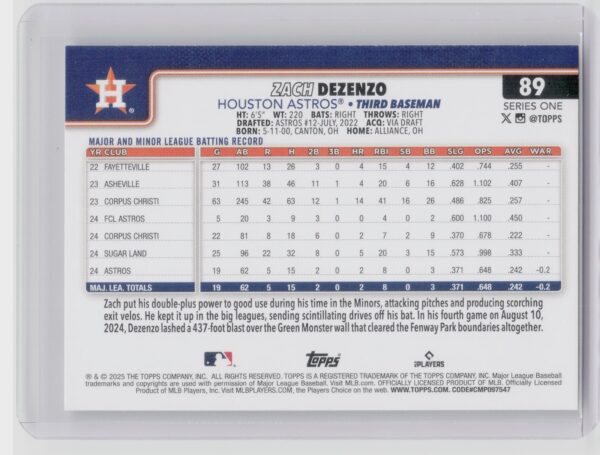 H
89
SERIES ONE
@TOPPS
ZACH DEZENZO
HOUSTON ASTROS® • THIRD BASEMAN
HT: 6'5" WT: 220 BATS: RIGHT THROWS: RIGHT
DRAFTED: ASTROS #12-JULY, 2022 ACQ: VIA DRAFT
BORN: 5-11-00, CANTON, OH HOME: ALLIANCE, OH
MAJOR AND MINOR LEAGUE BATTING RECORD
YR CLUB G AB R H 2B 3B HR RBI SB BB SLG OPS AVG WAR
22 FAYETTEVILLE 27 102 13 26 3 0 4 15 4 12 .402 .744 .255 -
23 ASHEVILLE 31 113 38 46 11 1 4 20 6 16 .628 1.102 .407 -
23 CORPUS CHRISTI 63 245 42 63 12 1 14 41 16 26 .486 .825 .257 -
24 FCL ASTROS 5 20 3 9 3 0 0 4 0 2 .600 1.100 .450 -
24 CORPUS CHRISTI 22 81 8 18 6 0 2 7 2 9 .370 .678 .222 -
24 SUGAR LAND 25 96 22 32 8 0 5 20 3 15 .573 .998 .333 -
24 ASTROS 19 62 5 15 2 0 2 8 0 3 .371 .648 .242 -0.2
MAJ. LEA. TOTALS 19 62 5 15 2 0 2 8 0 3 .371 .648 .242 -0.2
Zach put his double-plus power to good use during his time in the Minors, attacking pitches and producing scorching
exit velos. He kept it up in the big leagues, sending scintillating drives off his bat. In his fourth game on August 10,
2024, Dezenzo lashed a 437-foot blast over the Green Monster wall that cleared the Fenway Park boundaries altogether.
Topps
PLAYERS
® & © 2025 THE TOPPS COMPANY, INC. ALL RIGHTS RESERVED. TOPPS IS A REGISTERED TRADEMARK OF THE TOPPS COMPANY, INC. Major League Baseball
trademarks and copyrights are used with permission of Major League Baseball. Visit MLB.com. OFFICIALLY LICENSED PRODUCT OF MLB. Officially Licensed
Product of MLB Players, Inc. Visit MLBPLAYERS.COM, the Players Choice on the web. WWW.TOPPS.COM. CODE#CMP097547